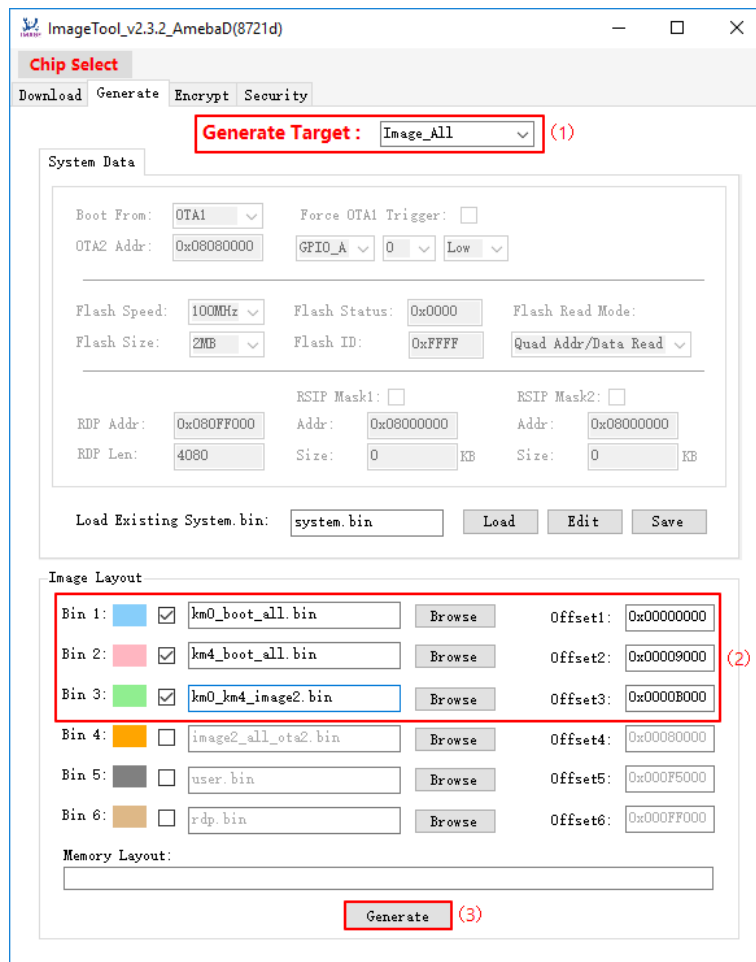 ImageTool_v2.3.2_AmebaD(8721d)
Chip Select
Download Generate Encrypt Security
Generate Target : Image_All (1)
System Data
Boot From: OTA1 Force OTA1 Trigger:
OTA2 Addr: 0x08080000 GPIO_A 0 Low
Flash Speed: 100MHz Flash Status: 0x0000 Flash Read Mode:
Flash Size: 2MB Flash ID: 0xFFFF Quad Addr/Data Read
RSIP Mask1: RSIP Mask2:
RDP Addr: 0x080FF000 Addr: 0x08000000 Addr: 0x08000000
RDP Len: 4080 Size: 0 KB Size: 0 KB
Load Existing System.bin: system.bin Load Edit Save
Image Layout
Bin 1: km0_boot_all.bin Browse Offset1: 0x00000000
Bin 2: km4_boot_all.bin Browse Offset2: 0x00009000 (2)
Bin 3: km0_km4_image2.bin Browse Offset3: 0x0000B000
Bin 4: image2_all_ota2.bin Browse Offset4: 0x00080000
Bin 5: user.bin Browse Offset5: 0x000F5000
Bin 6: rdp.bin Browse Offset6: 0x000FF000
Memory Layout:
Generate (3)